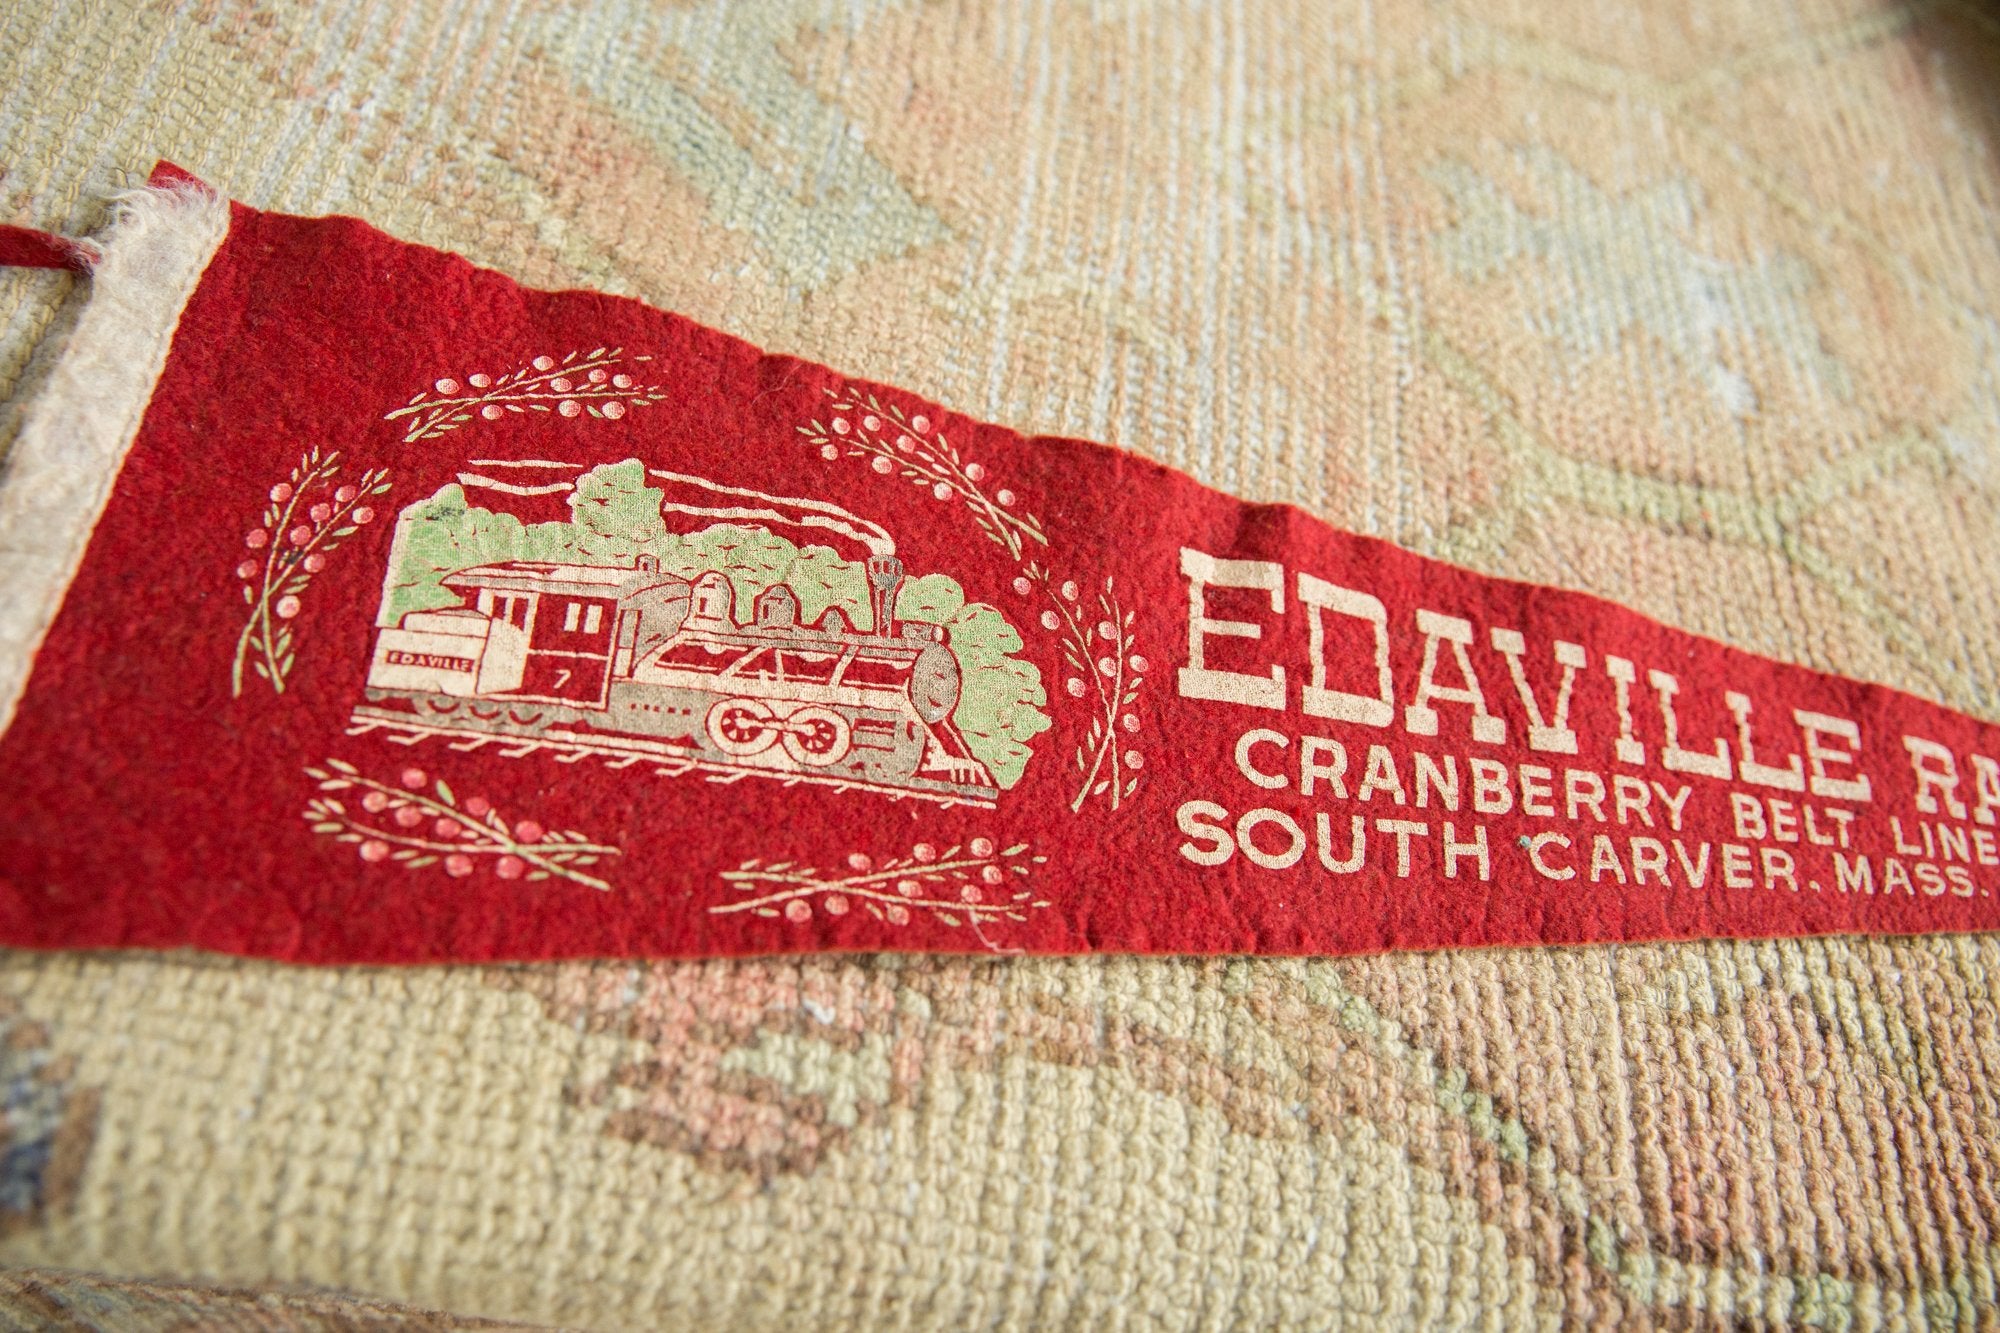 EDAVILLE
7
EDAVILLE RA
CRANBERRY BELT LINE
SOUTH CARVER, MASS.